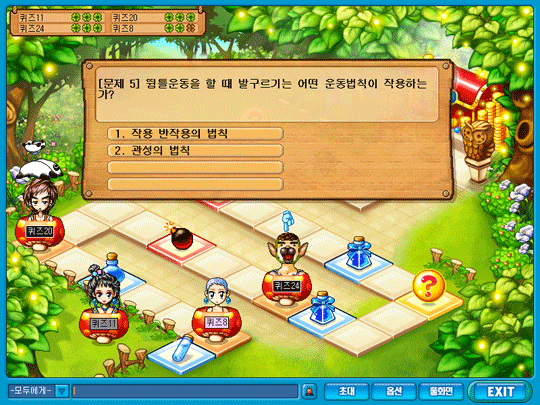 퀴즈11 퀴즈20
퀴즈24 퀴즈8
[문제 5] 뜀틀운동을 할 때 발구르기는 어떤 운동법칙이 작용하는
가?
1. 작용 반작용의 법칙
2. 관성의 법칙
퀴즈20
퀴즈24
?
퀴즈11
퀴즈8
-모두에게-
초대
옵션
풀화면
EXIT